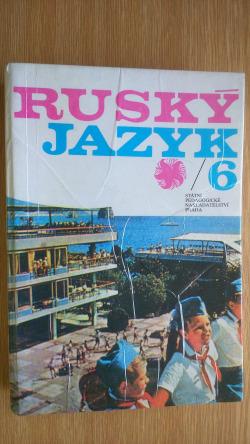 RUSKÝ
JAZYK
/6
STÁTNÍ
PEDAGOGICKÉ
NAKLADATELSTVÍ
PRAHA